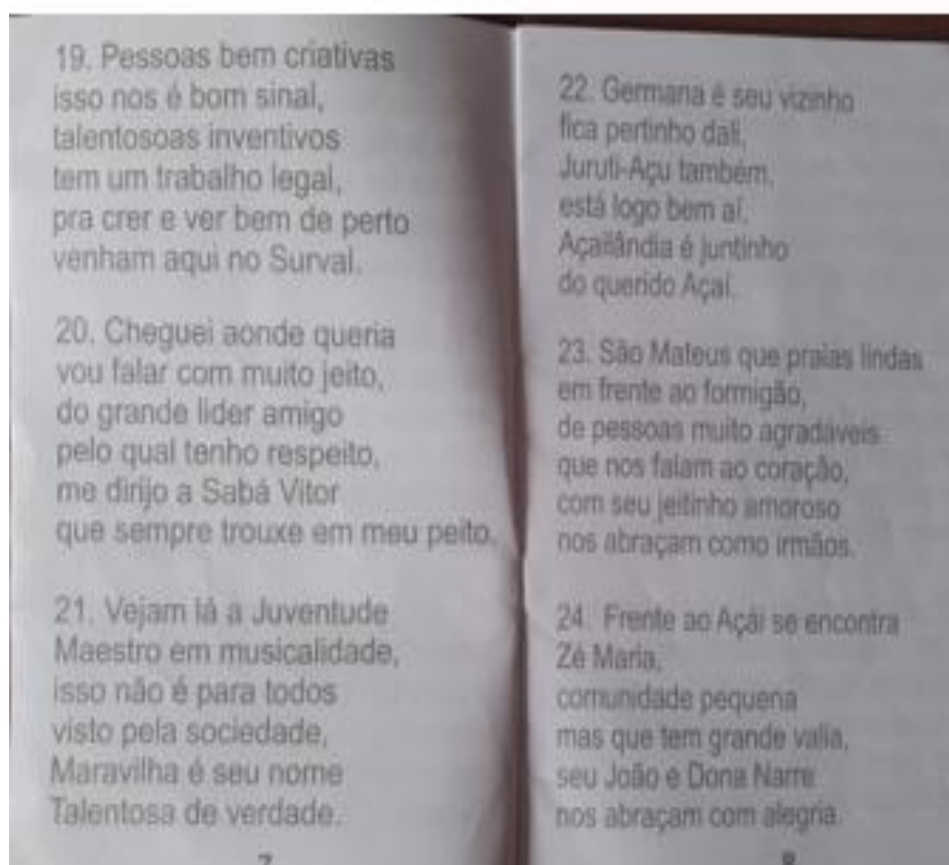 19. Pessoas bem criativas
isso nos é bom sinal,
talentosoas inventivos
tem um trabalho legal,
pra crer e ver bem de perto
venham aqui no Surval.
20. Cheguei aonde queria
vou falar com muito jeito,
do grande lider amigo
pelo qual tenho respeito,
me dirijo a Sabá Vitor
que sempre trouxe em meu peito.
21. Vejam lá a Juventude
Maestro em musicalidade,
isso não é para todos
visto pela sociedade,
Maravilha é seu nome
Talentosa de verdade.
7
22. Germana é seu vizinho
fica pertinho dali,
Juruti-Açu também,
está logo bem aí,
Açailândia é juntinho
do querido Açaí.
23. São Mateus que praias lindas
em frente ao formigão,
de pessoas muito agradáveis
que nos falam ao coração,
com seu jeitinho amoroso
nos abraçam como irmãos.
24. Frente ao Açaí se encontra
Zé Maria,
comunidade pequena
mas que tem grande valia,
seu João e Dona Narre
nos abraçam com alegria.
8